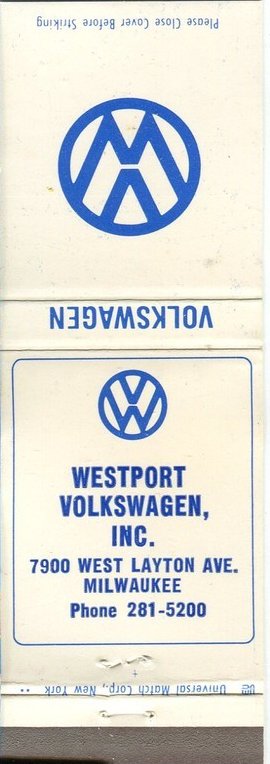 Please Close Cover Before Striking
VOLKSWAGEN
WESTPORT
VOLKSWAGEN,
INC.
7900 WEST LAYTON AVE.
MILWAUKEE
Phone 281-5200
Universal Match Corp., New York